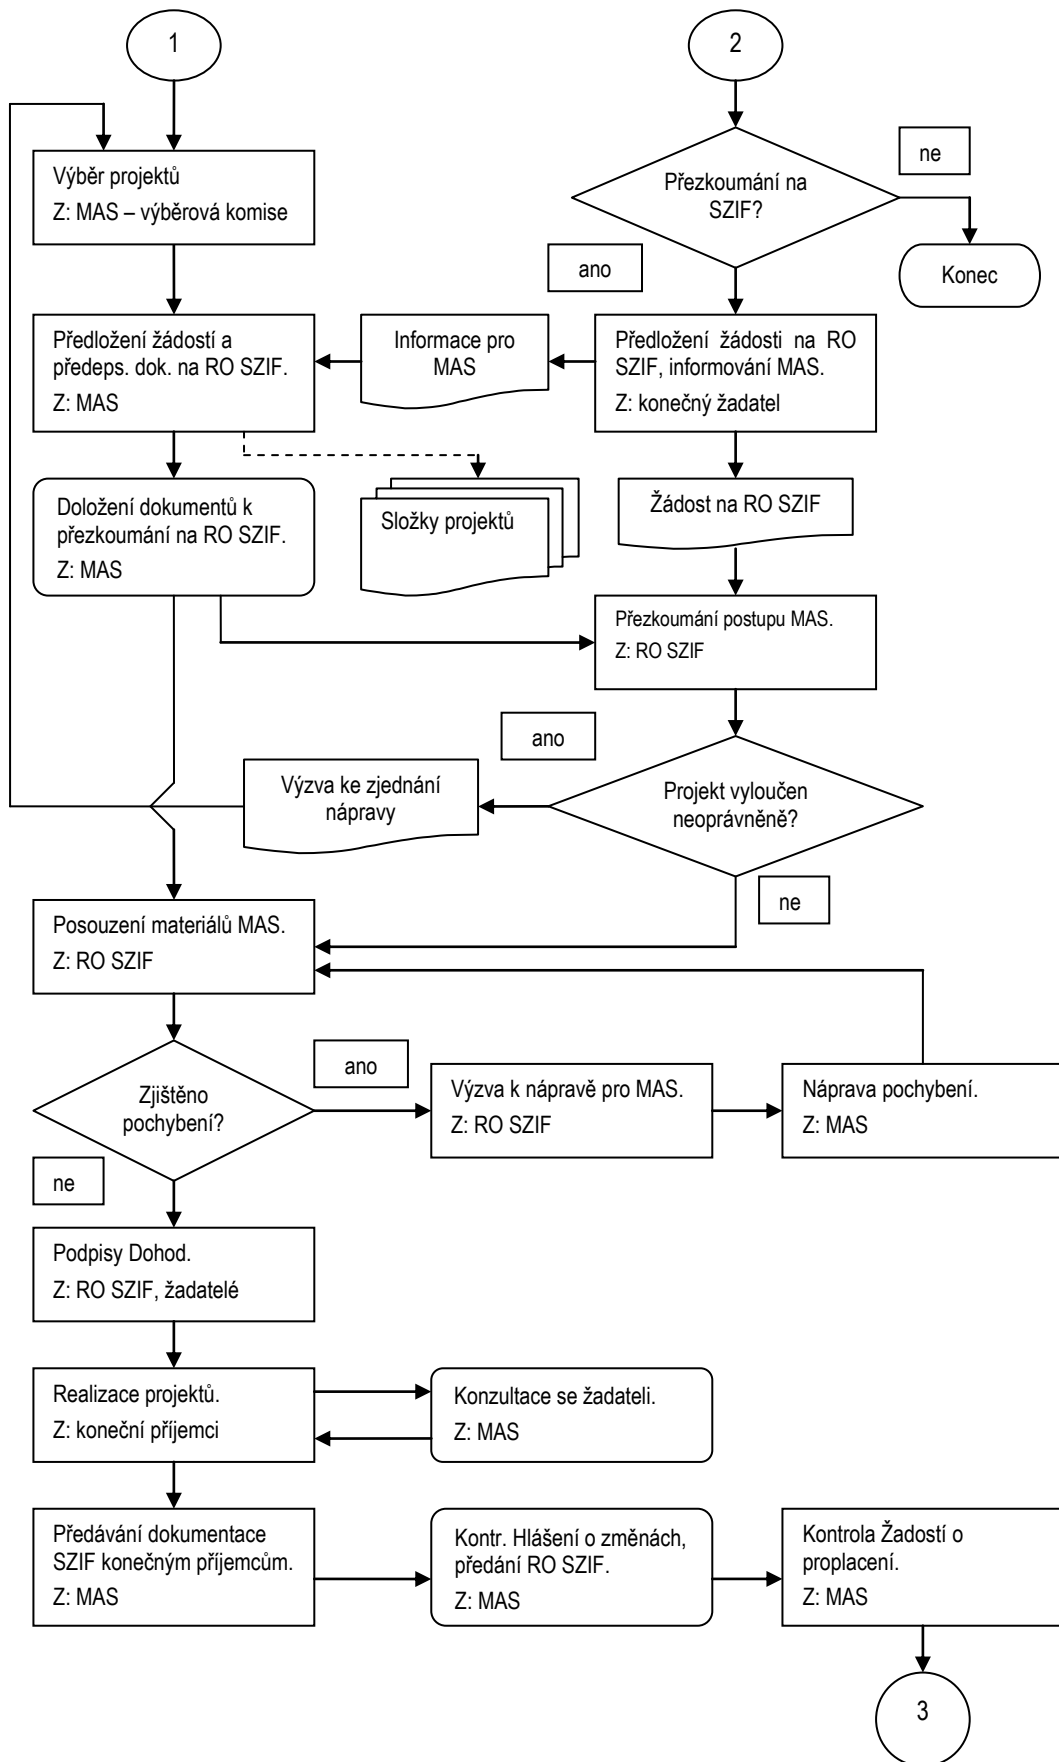 1
2
ne
Výběr projektů
Z: MAS – výběrová komise
Přezkoumání na
SZIF?
ano
Konec
Předložení žádostí a
předeps. dok. na RO SZIF.
Z: MAS
Informace pro
MAS
Předložení žádosti na RO
SZIF, informování MAS.
Z: konečný žadatel
Doložení dokumentů k
přezkoumání na RO SZIF.
Z: MAS
Složky projektů
Žádost na RO SZIF
Přezkoumání postupu MAS.
Z: RO SZIF
ano
Výzva ke zjednání
nápravy
Projekt vyloučen
neoprávněně?
ne
Posouzení materiálů MAS.
Z: RO SZIF
ano
Zjištěno
pochybení?
Výzva k nápravě pro MAS.
Z: RO SZIF
Náprava pochybení.
Z: MAS
ne
Podpisy Dohod.
Z: RO SZIF, žadatelé
Realizace projektů.
Z: koneční příjemci
Konzultace se žadateli.
Z: MAS
Předávání dokumentace
SZIF konečným příjemcům.
Z: MAS
Kontr. Hlášení o změnách,
předání RO SZIF.
Z: MAS
Kontrola Žadostí o
proplacení.
Z: MAS
3